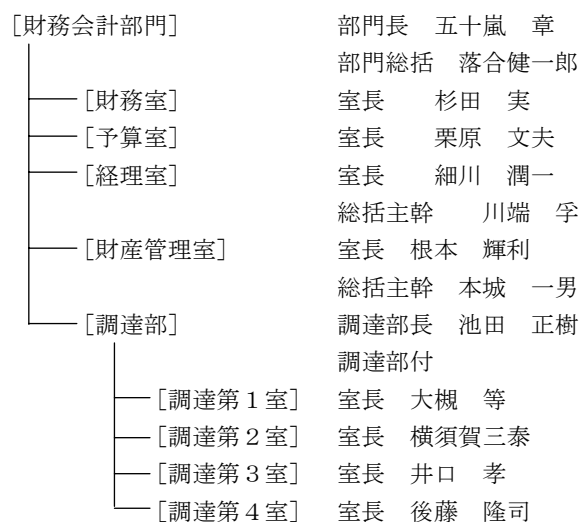 ［財務会計部門］ 部門長 五十嵐 章
部門総括 落合健一郎
［財務室］ 室長 杉田 実
［予算室］ 室長 栗原 文夫
［経理室］ 室長 細川 潤一
総括主幹 川端 孚
［財産管理室］ 室長 根本 輝利
総括主幹 本城 一男
［調達部］ 調達部長 池田 正樹
調達部付
［調達第１室］ 室長 大槻 等
［調達第２室］ 室長 横須賀三泰
［調達第３室］ 室長 井口 孝
［調達第４室］ 室長 後藤 隆司